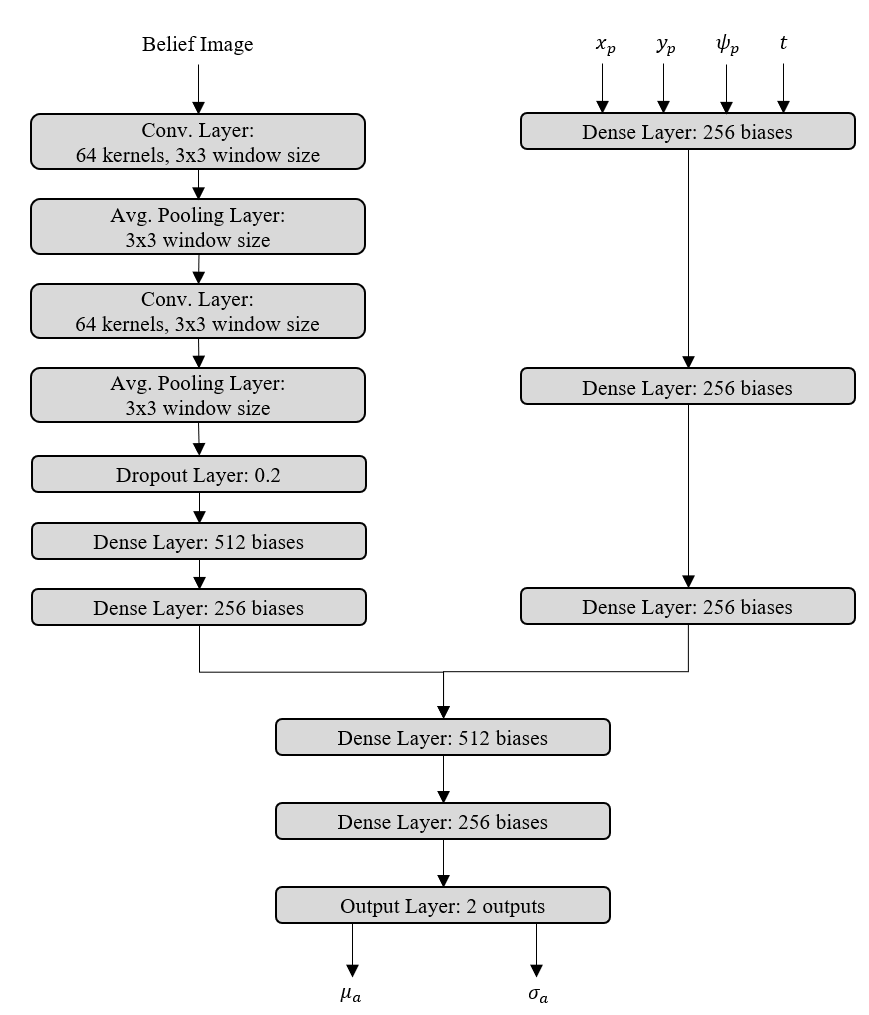 Belief Image
Conv. Layer:
64 kernels, 3x3 window size
Avg. Pooling Layer:
3x3 window size
Conv. Layer:
64 kernels, 3x3 window size
Avg. Pooling Layer:
3x3 window size
Dropout Layer: 0.2
Dense Layer: 512 biases
Dense Layer: 256 biases
x_p y_p ψ_p t
Dense Layer: 256 biases
Dense Layer: 256 biases
Dense Layer: 256 biases
Dense Layer: 512 biases
Dense Layer: 256 biases
Output Layer: 2 outputs
μ_a σ_a